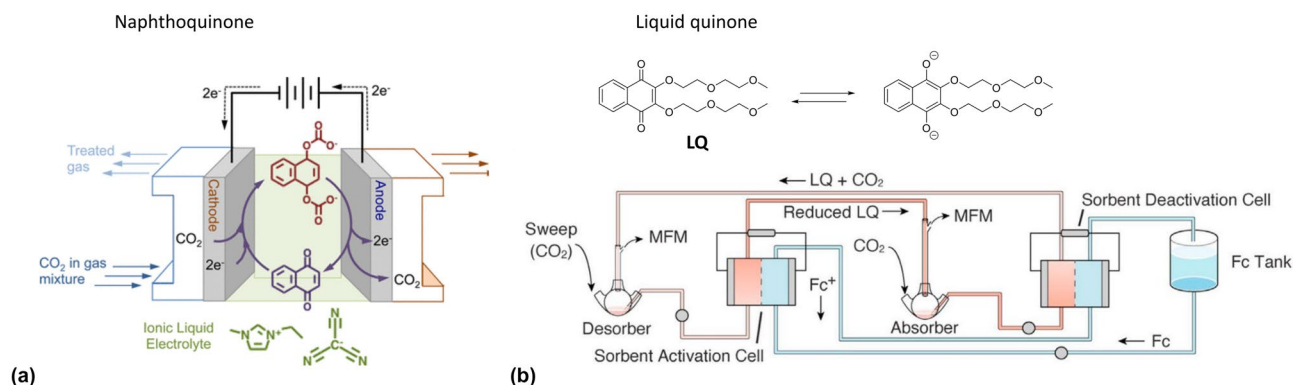 Naphthoquinone
2e-
2e-
Treated
gas
Cathode
Anode
CO2
2e-
2e-
CO2
CO2 in gas
mixture
O
O
O-
O
O
O-
O
O
Ionic Liquid
Electrolyte
N
N+
N
C-
N
N
(a)
Liquid quinone
O
O
O
O
O
O
O
O
LQ
O⊖
O
O
O
O
O
O
O⊖
LQ + CO2
Sorbent Deactivation Cell
Reduced LQ
MFM
Sweep
(CO2)
MFM
CO2
Fc Tank
Fc+
Desorber
Absorber
Fc
Sorbent Activation Cell
(b)